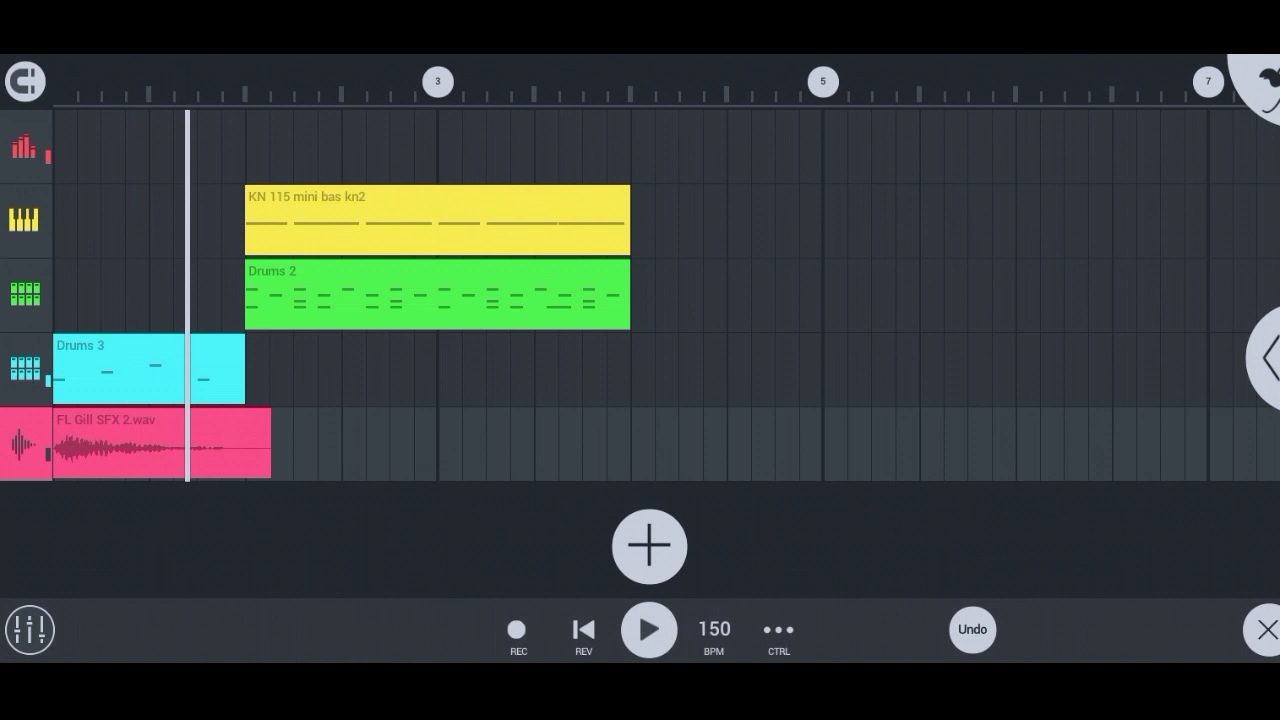 3
5
7
KN 115 mini bas kn2
Drums 2
Drums 3
FL Gill SFX 2.wav
150
Undo
REC
REV
BPM
CTRL